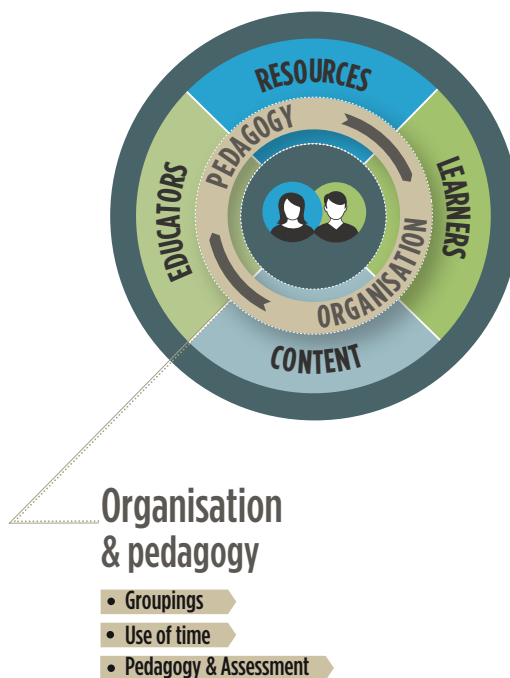 RESOURCES
PEDAGOGY
EDUCATORS
LEARNERS
ORGANISATION
CONTENT
Organisation
& pedagogy
• Groupings
• Use of time
• Pedagogy & Assessment